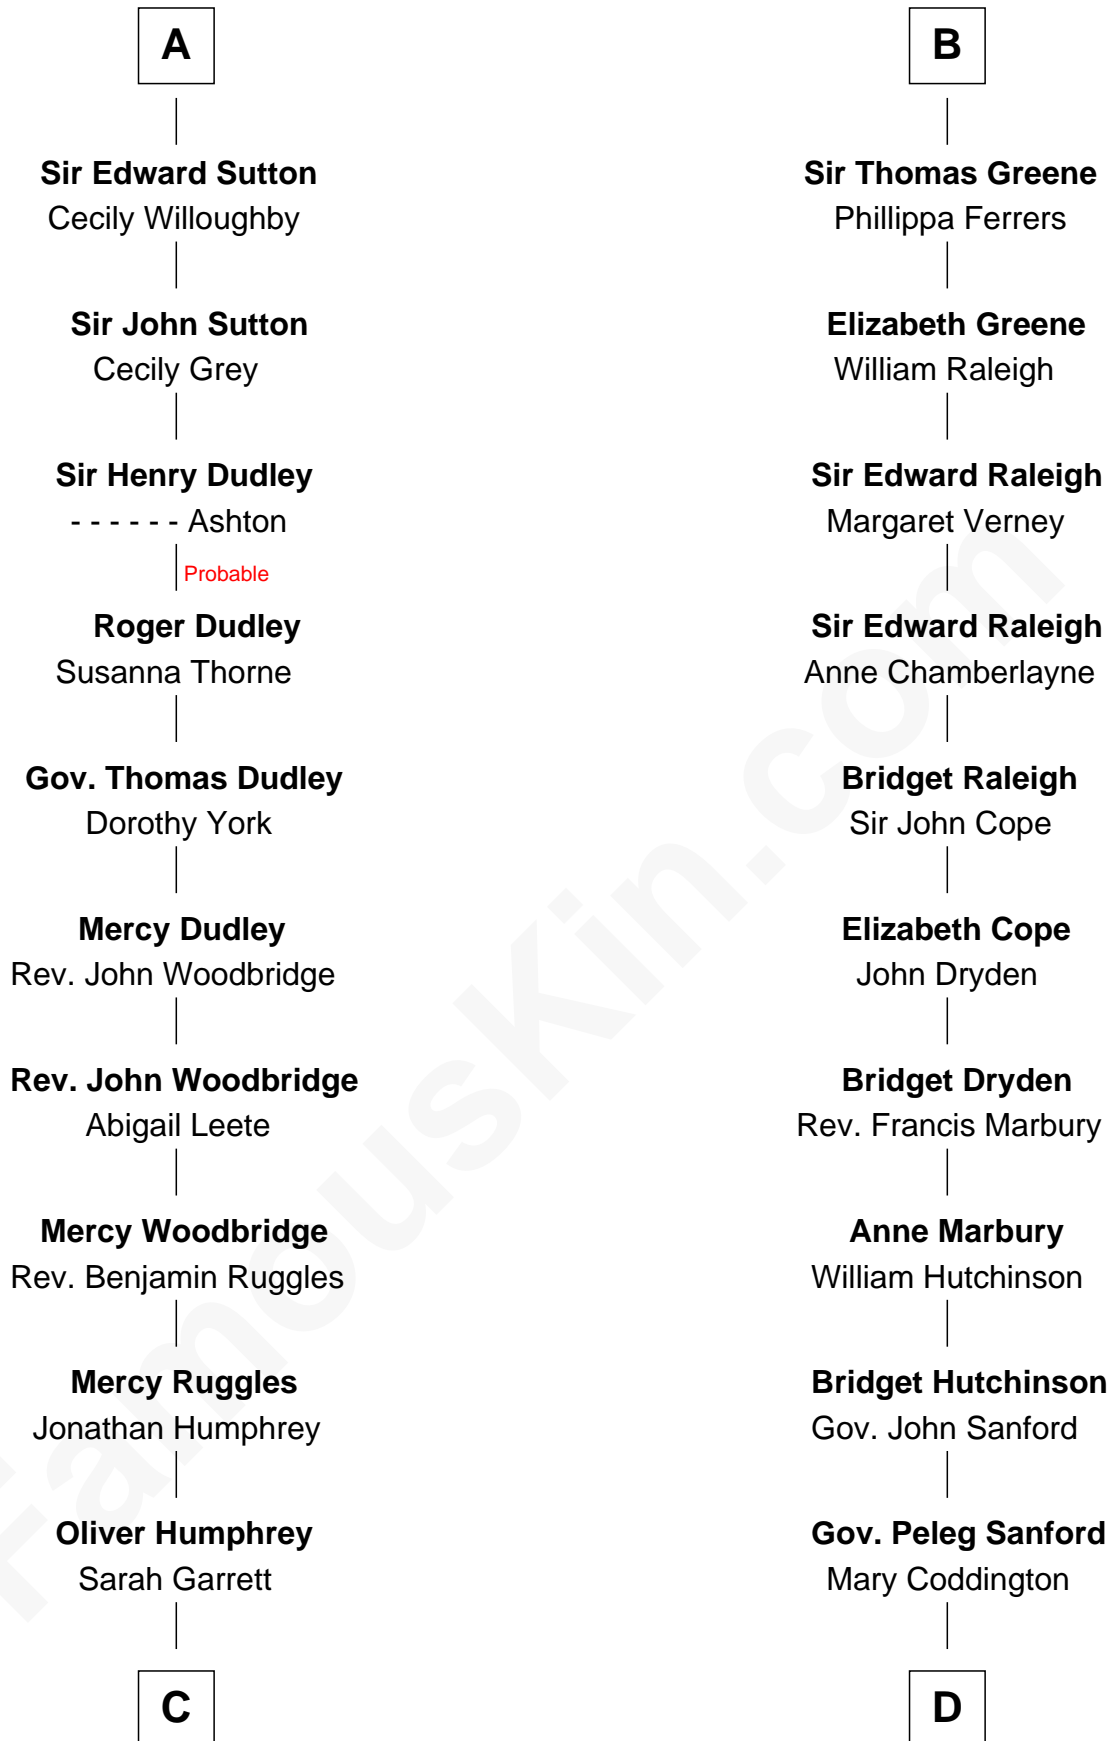 A
Sir Edward Sutton
Cecily Willoughby
Sir John Sutton
Cecily Grey
Sir Henry Dudley
- - - - - - Ashton
Probable
Roger Dudley
Susanna Thorne
Gov. Thomas Dudley
Dorothy York
Mercy Dudley
Rev. John Woodbridge
Rev. John Woodbridge
Abigail Leete
Mercy Woodbridge
Rev. Benjamin Ruggles
Mercy Ruggles
Jonathan Humphrey
Oliver Humphrey
Sarah Garrett
C
B
Sir Thomas Greene
Phillippa Ferrers
Elizabeth Greene
William Raleigh
Sir Edward Raleigh
Margaret Verney
Sir Edward Raleigh
Anne Chamberlayne
Bridget Raleigh
Sir John Cope
Elizabeth Cope
John Dryden
Bridget Dryden
Rev. Francis Marbury
Anne Marbury
William Hutchinson
Bridget Hutchinson
Gov. John Sanford
Gov. Peleg Sanford
Mary Coddington
D
FamousKin.com